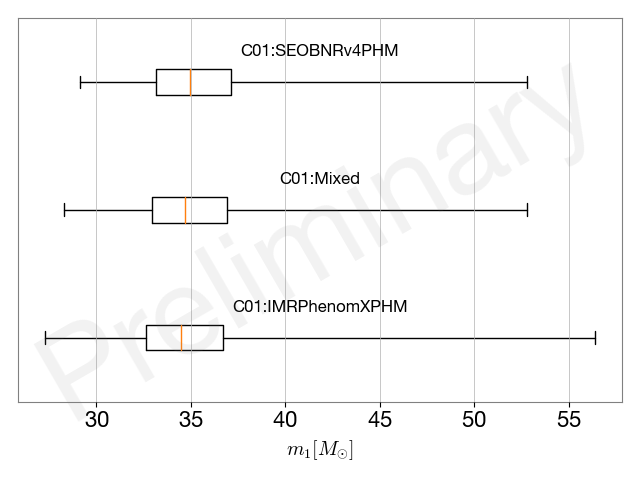 C01:SEOBNRv4PHM
C01:Mixed
C01:IMRPhenomXPHM
Preliminary
30 35 40 45 50 55
m₁[M☉]